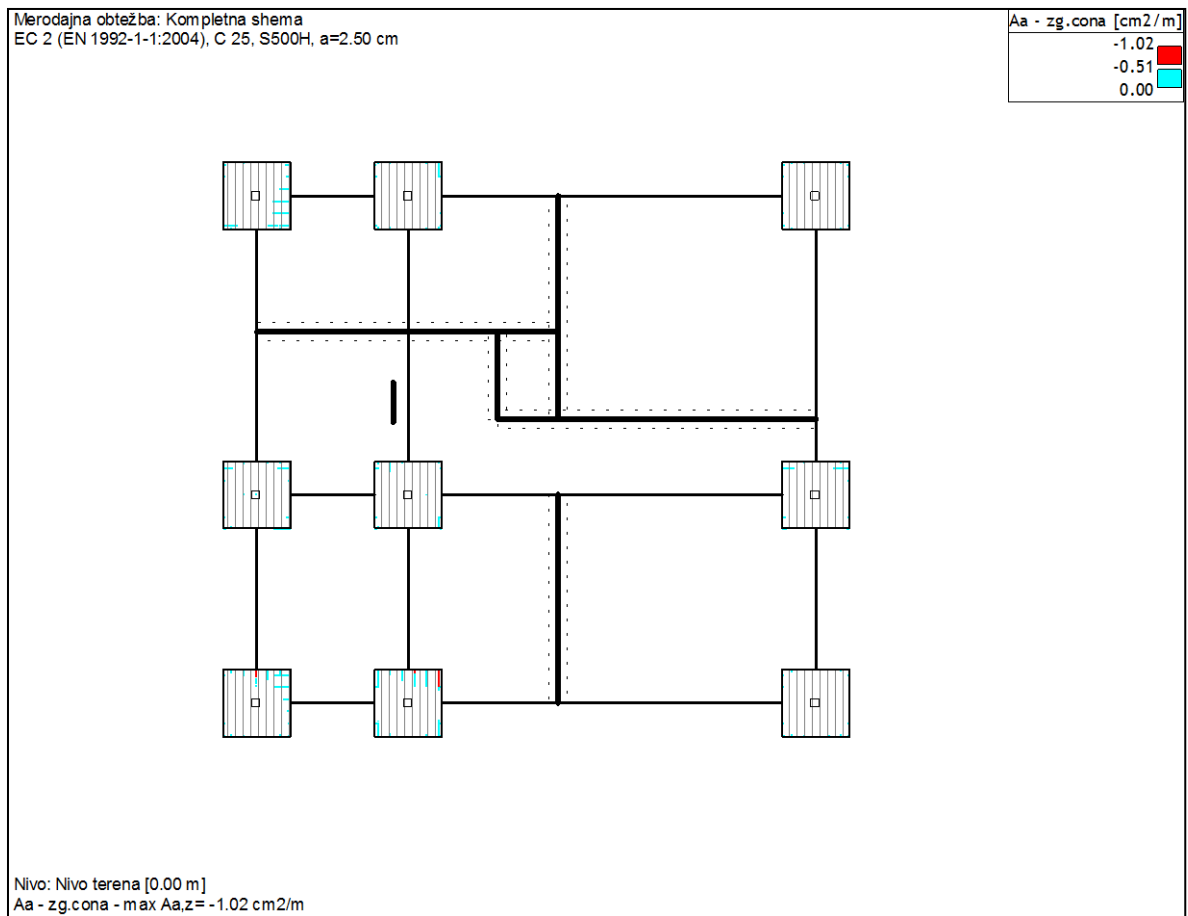 Merodajna obtežba: Kompletna shema
EC 2 (EN 1992-1-1:2004), C 25, S500H, a=2.50 cm
Aa - zg.cona [cm2/m]
-1.02
-0.51
0.00
Nivo: Nivo terena [0.00 m]
Aa - zg.cona - max Aa,z= -1.02 cm2/m